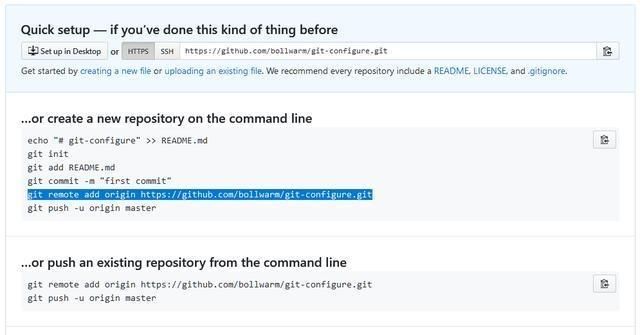 Quick setup — if you’ve done this kind of thing before
Set up in Desktop or HTTPS SSH https://github.com/bollwarm/git-configure.git
Get started by creating a new file or uploading an existing file. We recommend every repository include a README, LICENSE, and .gitignore.
...or create a new repository on the command line
echo "# git-configure" >> README.md
git init
git add README.md
git commit -m "first commit"
git remote add origin https://github.com/bollwarm/git-configure.git
git push -u origin master
...or push an existing repository from the command line
git remote add origin https://github.com/bollwarm/git-configure.git
git push -u origin master